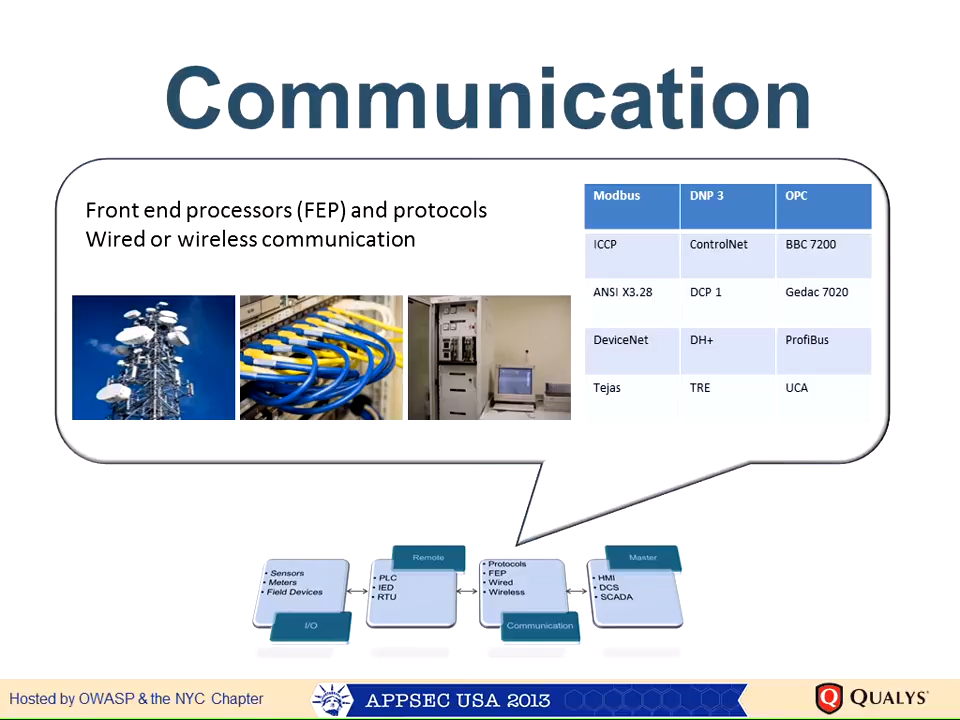 Communication
Front end processors (FEP) and protocols
Wired or wireless communication
Modbus DNP 3 OPC
ICCP ControlNet BBC 7200
ANSI X3.28 DCP 1 Gedac 7020
DeviceNet DH+ ProfiBus
Tejas TRE UCA
• Sensors
• Meters
• Field Devices
I/O
Remote
• PLC
• IED
• RTU
• Protocols
• FEP
• Wired
• Wireless
Communication
Master
• HMI
• DCS
• SCADA
Hosted by OWASP & the NYC Chapter
APPSEC USA 2013
QUALYS